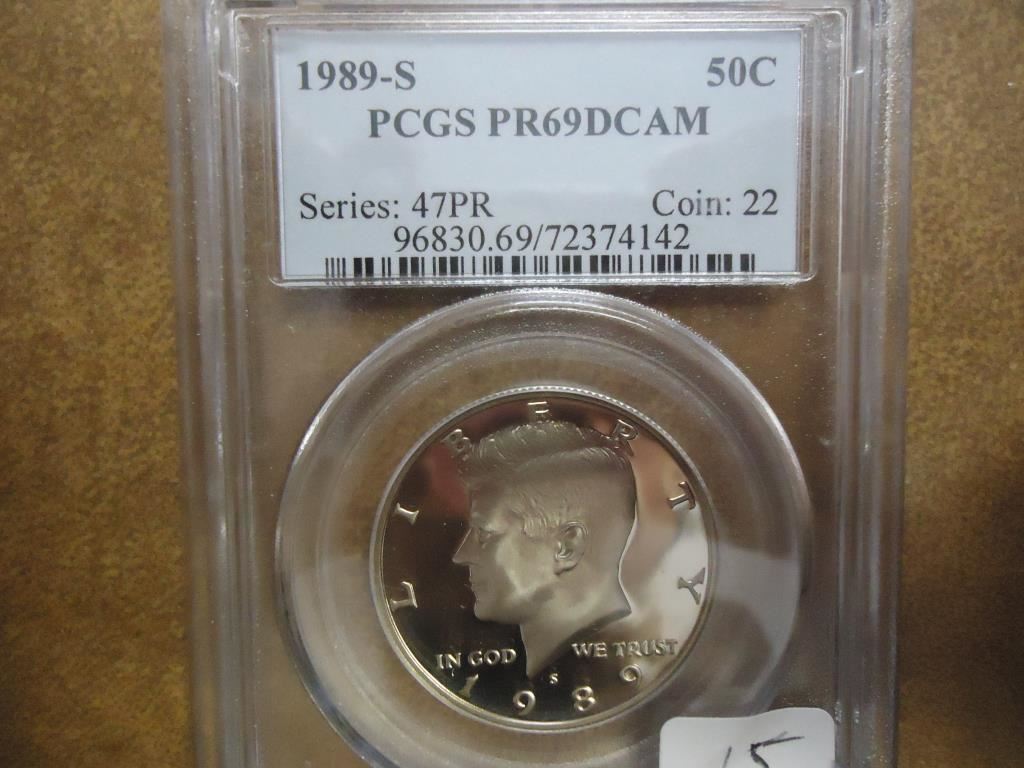 1989-S 50C
PCGS PR69DCAM
Series: 47PR Coin: 22
96830.69/72374142
LIBERTY
IN GOD WE TRUST
S
1989
15